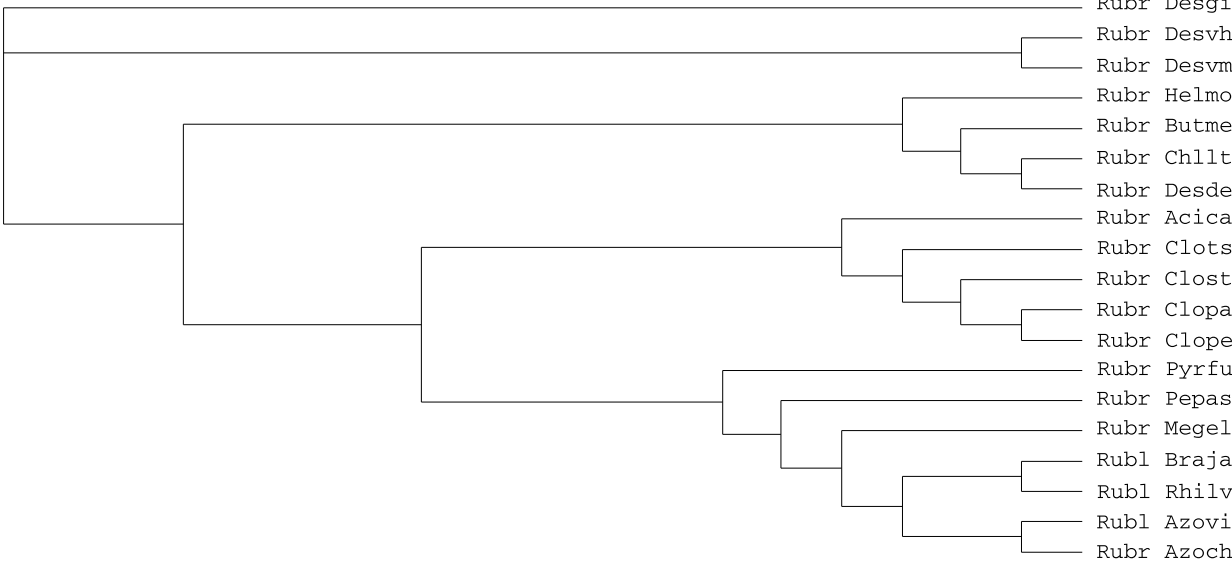 Rubr Desgi
Rubr Desvh
Rubr Desvm
Rubr Helmo
Rubr Butme
Rubr Chllt
Rubr Desde
Rubr Acica
Rubr Clots
Rubr Clost
Rubr Clopa
Rubr Clope
Rubr Pyrfu
Rubr Pepas
Rubr Megel
Rubl Braja
Rubl Rhilv
Rubl Azovi
Rubr Azoch